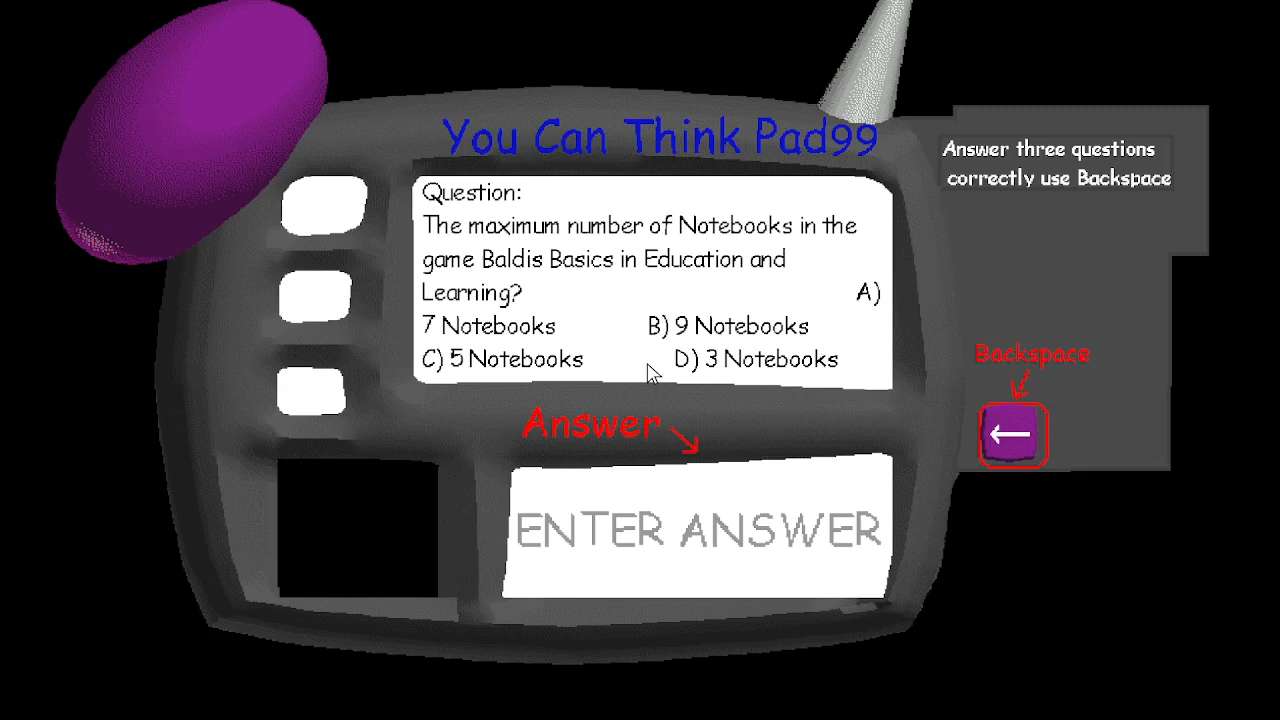 You Can Think Pad99
Answer three questions
correctly use Backspace
Question:
The maximum number of Notebooks in the
game Baldis Basics in Education and
Learning? A)
7 Notebooks B) 9 Notebooks
C) 5 Notebooks D) 3 Notebooks
Backspace
Answer
ENTER ANSWER